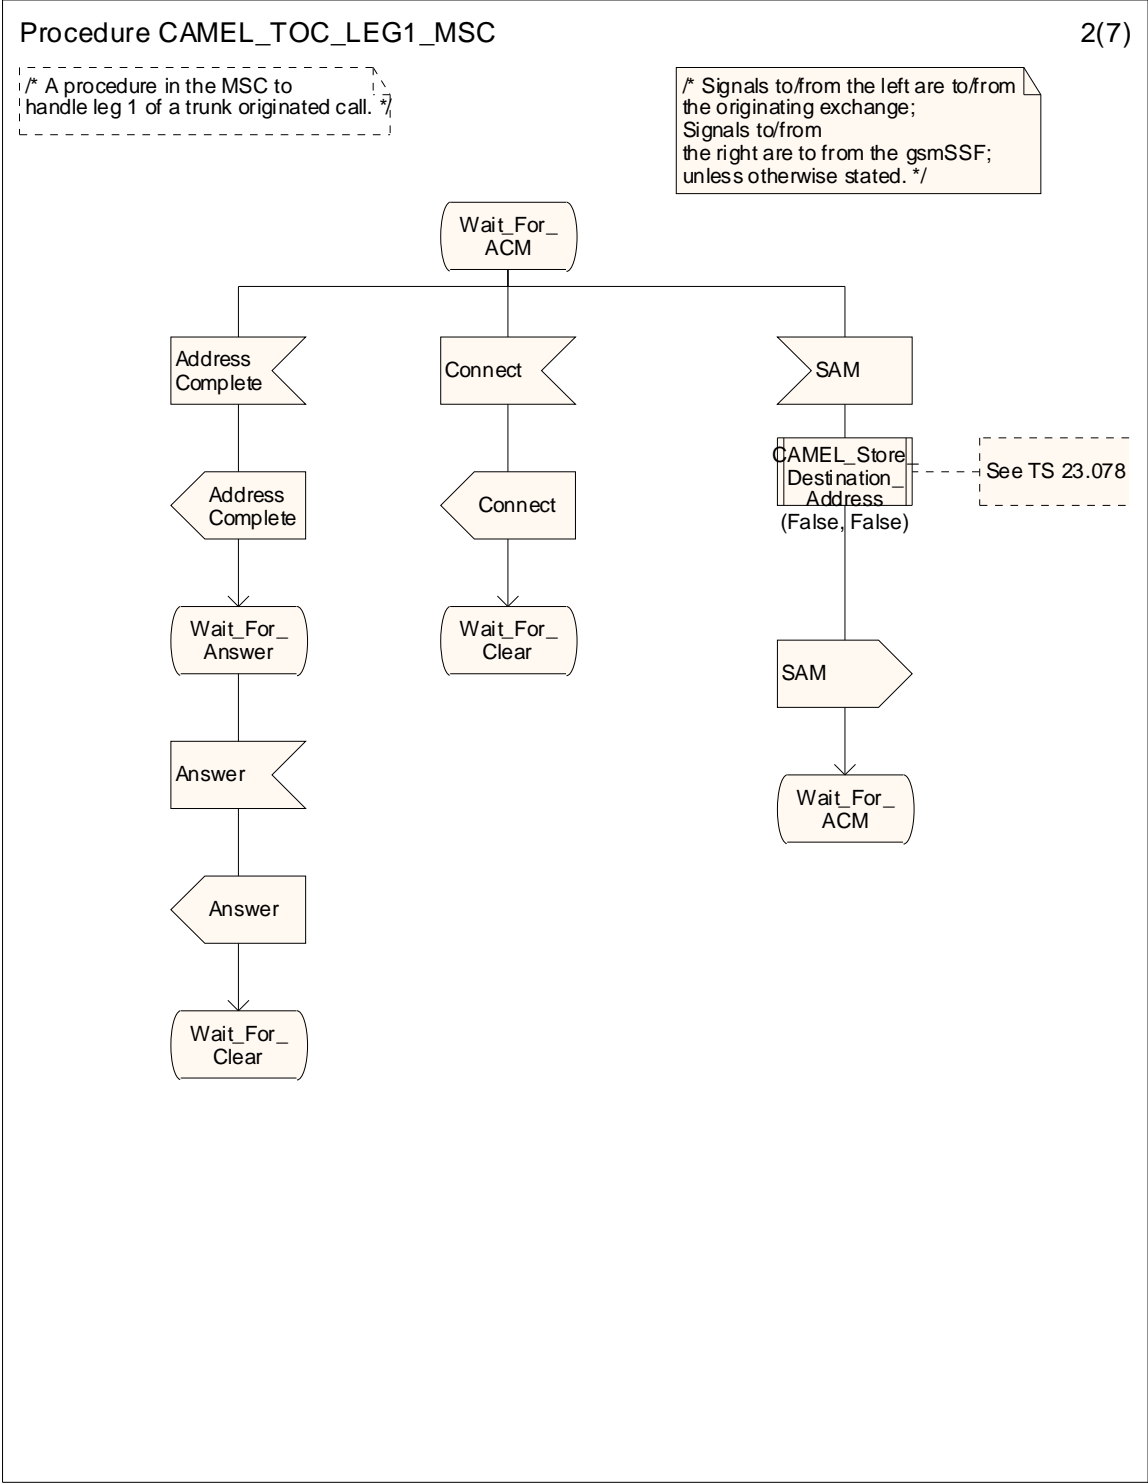 Procedure CAMEL_TOC_LEG1_MSC
2(7)
/* A procedure in the MSC to
handle leg 1 of a trunk originated call. */
/* Signals to/from the left are to/from
the originating exchange;
Signals to/from
the right are to from the gsmSSF;
unless otherwise stated. */
Wait_For_
ACM
Address
Complete
Connect
SAM
CAMEL_Store_
Destination_
Address
(False, False)
See TS 23.078
Address
Complete
Connect
Wait_For_
Answer
Wait_For_
Clear
SAM
Answer
Wait_For_
ACM
Answer
Wait_For_
Clear